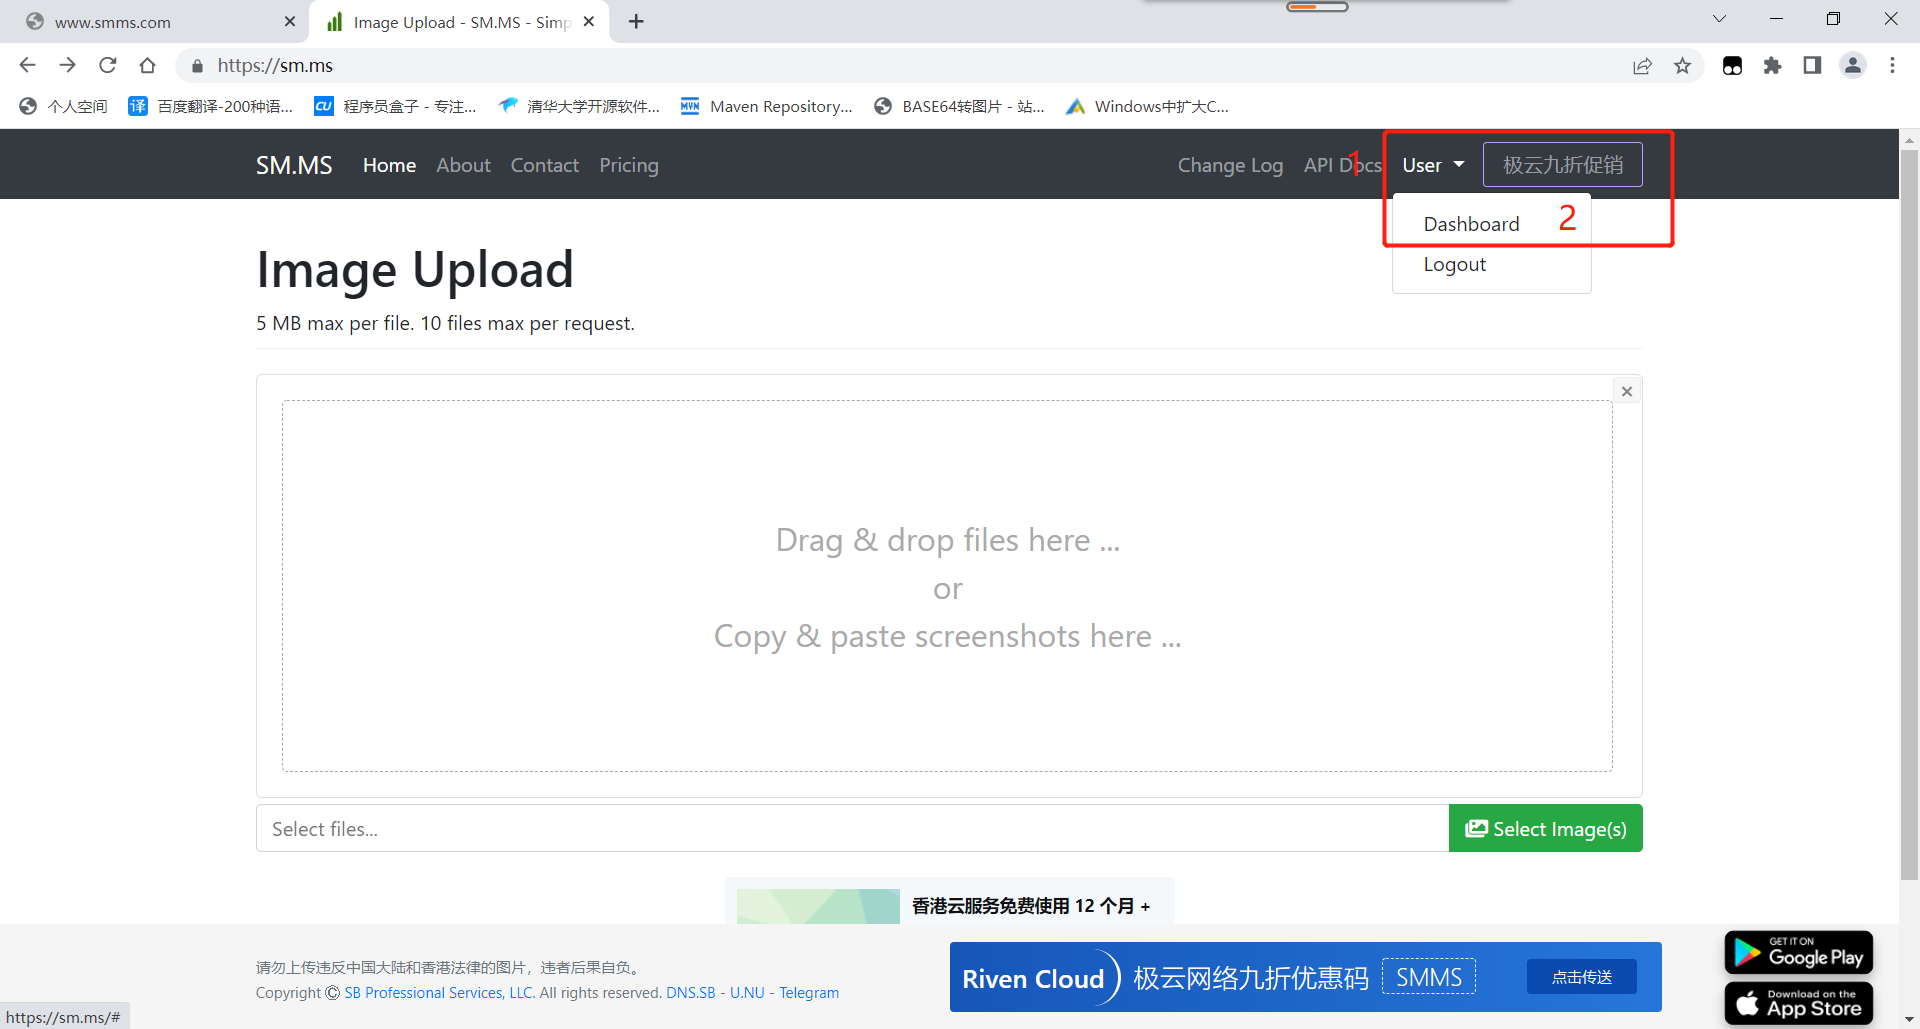 www.smms.com
Image Upload - SM.MS - Simp
https://sm.ms
个人空间
译 百度翻译-200种语...
CU 程序员盒子 - 专注...
清华大学开源软件...
MVN Maven Repository...
BASE64转图片 - 站...
Windows中扩大C...
SM.MS Home About Contact Pricing Change Log API Docs 1 User 极云九折促销
Dashboard 2
Logout
Image Upload
5 MB max per file. 10 files max per request.
Drag & drop files here ...
or
Copy & paste screenshots here ...
Select files...
Select Image(s)
香港云服务免费使用 12 个月 +
请勿上传违反中国大陆和香港法律的图片，违者后果自负。
Copyright © SB Professional Services, LLC. All rights reserved. DNS.SB - U.NU - Telegram
Riven Cloud 极云网络九折优惠码 SMMS 点击传送
GET IT ON
Google Play
Download on the
App Store
https://sm.ms/#